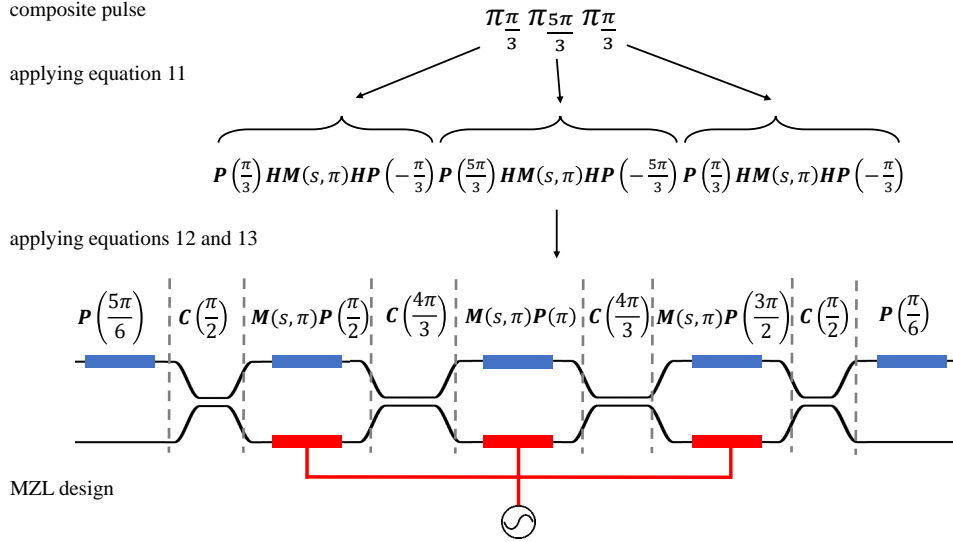 composite pulse
π_{π/3} π_{5π/3} π_{π/3}
applying equation 11
P(π/3)HM(s,π)HP(−π/3) P(5π/3)HM(s,π)HP(−5π/3) P(π/3)HM(s,π)HP(−π/3)
applying equations 12 and 13
P(5π/6) C(π/2) M(s,π)P(π/2) C(4π/3) M(s,π)P(π) C(4π/3) M(s,π)P(3π/2) C(π/2) P(π/6)
MZL design